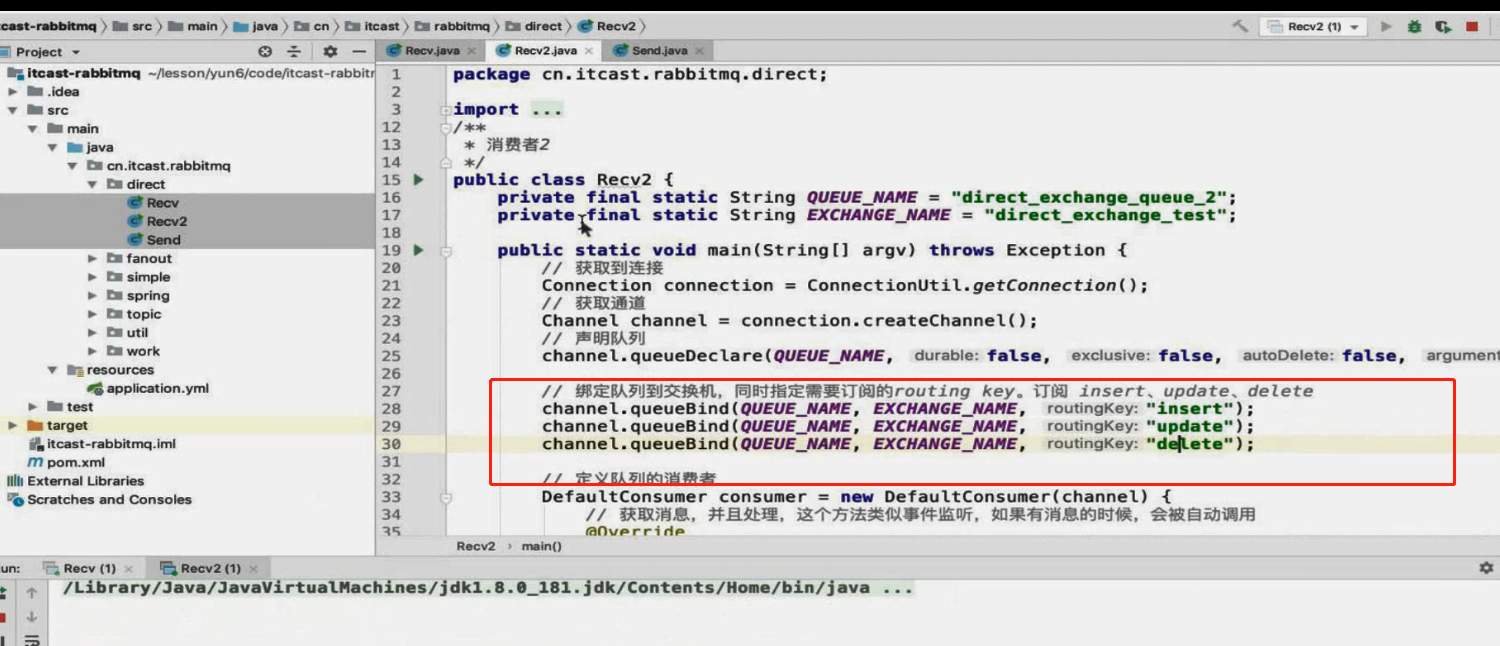 cast-rabbitmq src main java cn itcast rabbitmq direct Recv2 Recv2 (1)
Project Recv.java Recv2.java Send.java
itcast-rabbitmq ~/lesson/yun6/code/itcast-rabbitr
.idea
src
main
java
cn.itcast.rabbitmq
direct
Recv
Recv2
Send
fanout
simple
spring
topic
util
work
resources
application.yml
test
target
itcast-rabbitmq.iml
pom.xml
External Libraries
Scratches and Consoles
1 package cn.itcast.rabbitmq.direct;
2
3 import ...
12 /**
13 * 消费者2
14 */
15 public class Recv2 {
16 private final static String QUEUE_NAME = "direct_exchange_queue_2";
17 private final static String EXCHANGE_NAME = "direct_exchange_test";
18
19 public static void main(String[] argv) throws Exception {
20 // 获取到连接
21 Connection connection = ConnectionUtil.getConnection();
22 // 获取通道
23 Channel channel = connection.createChannel();
24 // 声明队列
25 channel.queueDeclare(QUEUE_NAME, durable: false, exclusive: false, autoDelete: false, argument
26
27 // 绑定队列到交换机，同时指定需要订阅的routing key。订阅 insert、update、delete
28 channel.queueBind(QUEUE_NAME, EXCHANGE_NAME, routingKey: "insert");
29 channel.queueBind(QUEUE_NAME, EXCHANGE_NAME, routingKey: "update");
30 channel.queueBind(QUEUE_NAME, EXCHANGE_NAME, routingKey: "delete");
31
32 // 定义队列的消费者
33 DefaultConsumer consumer = new DefaultConsumer(channel) {
34 // 获取消息，并且处理，这个方法类似事件监听，如果有消息的时候，会被自动调用
35 @Override
Recv2 › main()
un: Recv (1) Recv2 (1)
/Library/Java/JavaVirtualMachines/jdk1.8.0_181.jdk/Contents/Home/bin/java ...